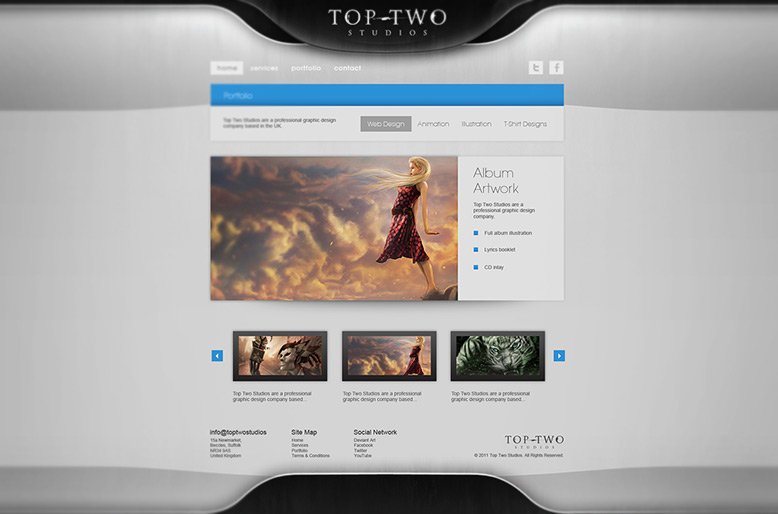 TOP-TWO
STUDIOS
home services portfolio contact
Portfolio
Top Two Studios are a professional graphic design
company based in the UK.
Web Design Animation Illustration T-Shirt Designs
Album
Artwork
Top Two Studios are a
professional graphic design
company.
Full album illustration
Lyrics booklet
CD inlay
Top Two Studios are a professional
graphic design company based...
Top Two Studios are a professional
graphic design company based...
Top Two Studios are a professional
graphic design company based...
info@toptwostudios
15a Newmarket,
Beccles, Suffolk
NR34 9AS
United Kingdom
Site Map
Home
Services
Portfolio
Terms & Conditions
Social Network
Deviant Art
Facebook
Twitter
YouTube
TOP-TWO
STUDIOS
© 2011 Top Two Studios. All Rights Reserved.